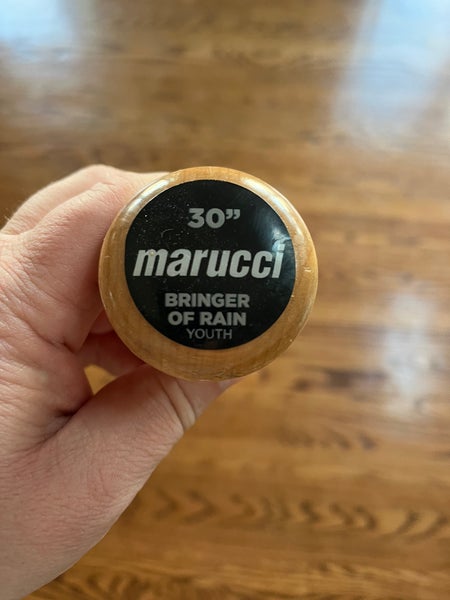 30”
marucci
BRINGER
OF RAIN
YOUTH